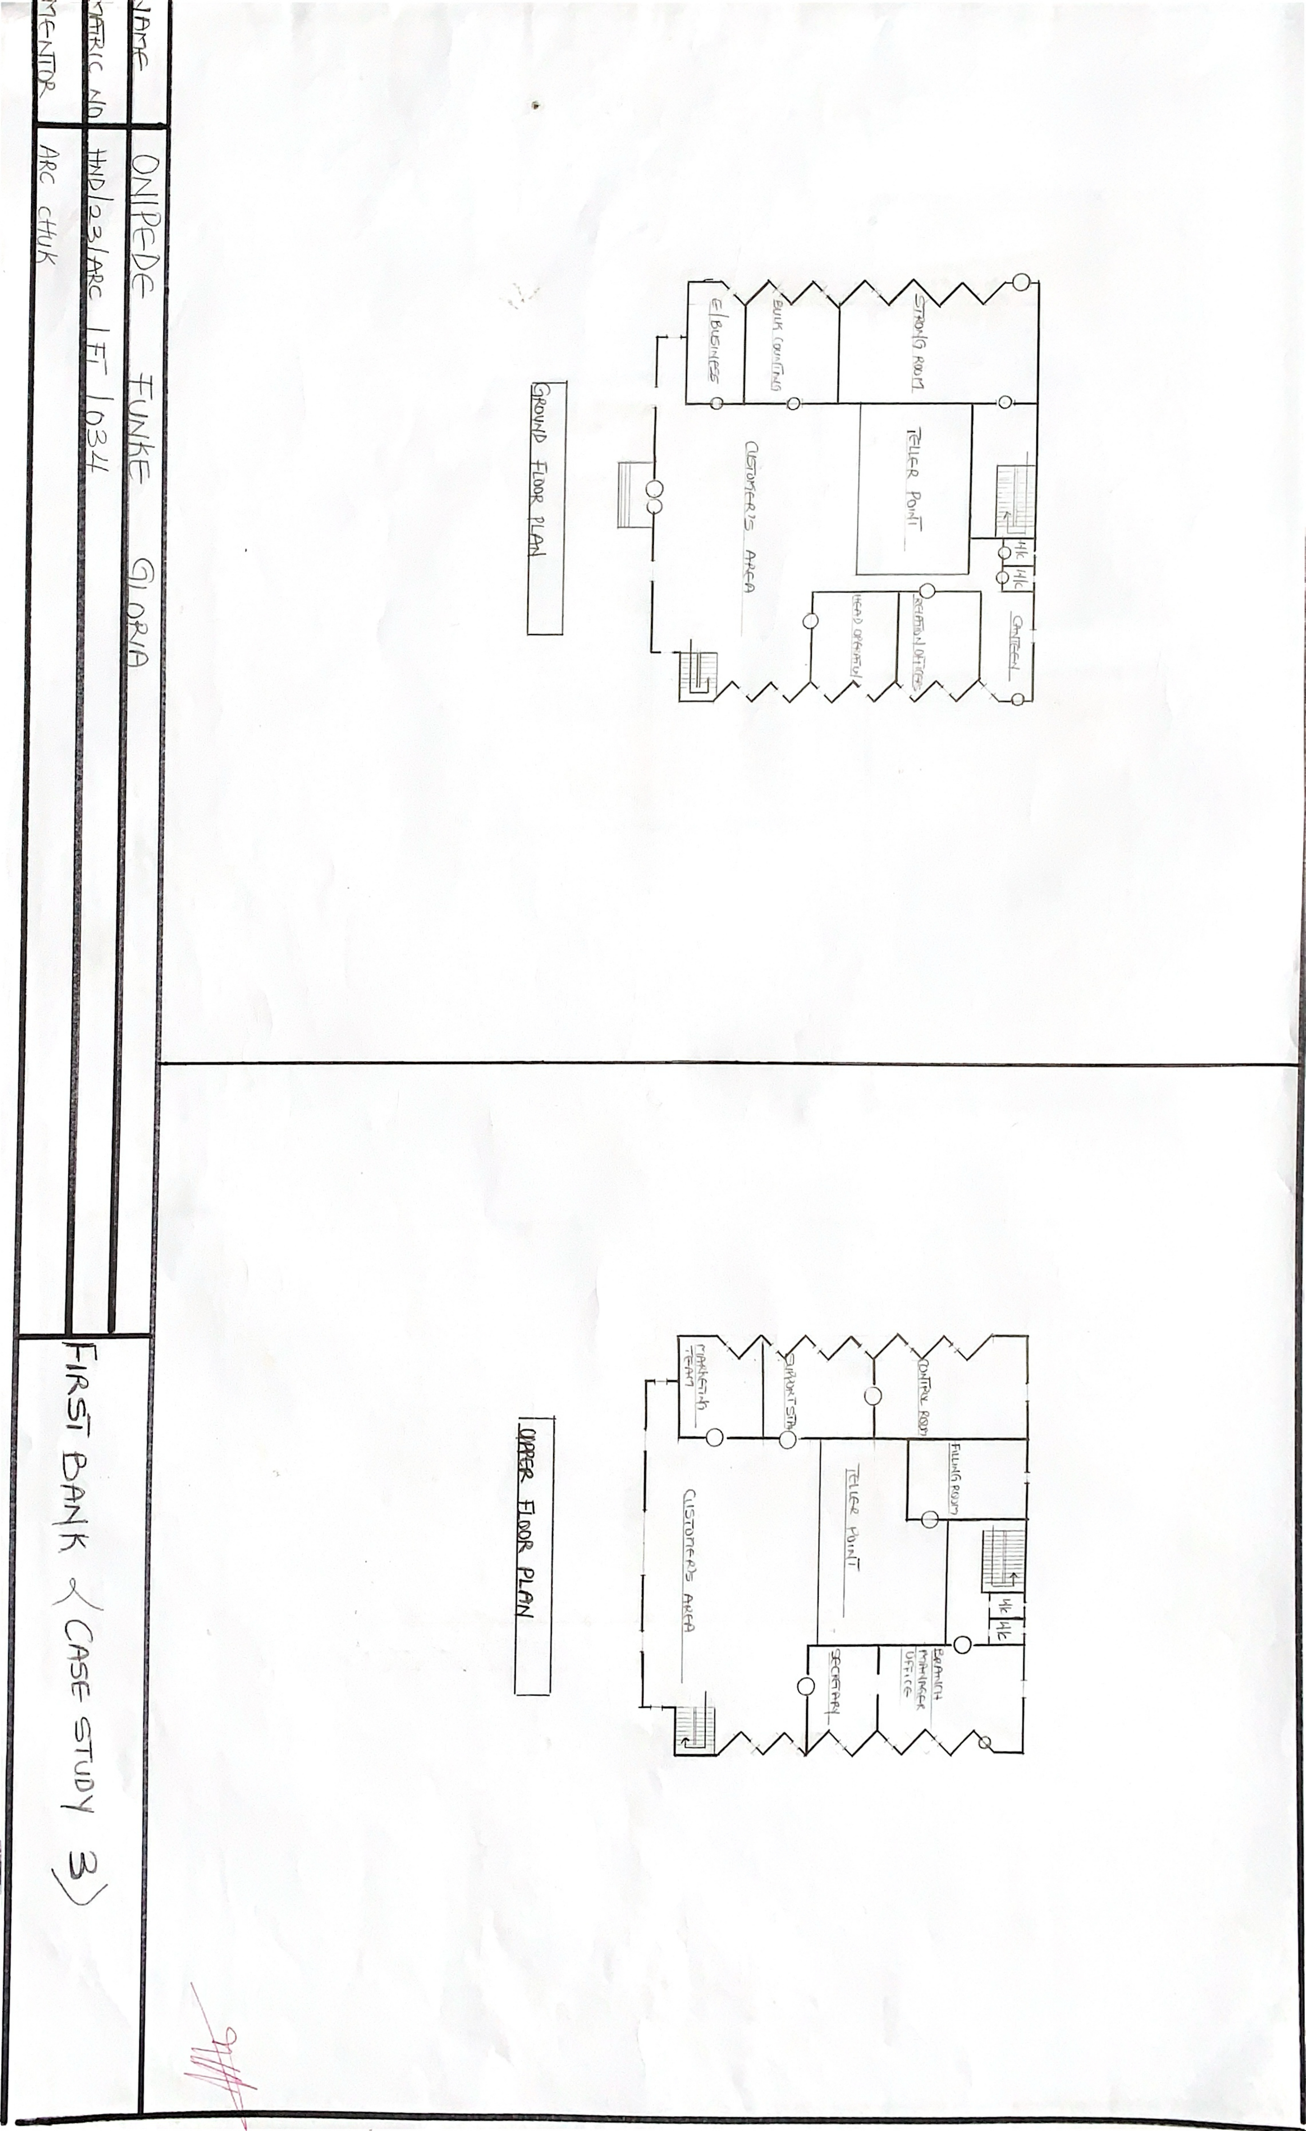 STRONG ROOM
BULK COUNTING
E/BUSINESS
TELLER POINT
CUSTOMER'S AREA
CANTEEN
HEAD OPERATION
GROUND FLOOR PLAN
CONTROL ROOM
FILLING ROOM
SUPPORT STA
MARKETING
TEAM
TELLER POINT
CUSTOMER'S AREA
BRANCH
MANAGER
OFFICE
SECRETARY
UPPER FLOOR PLAN
NAME ONIPEDE FUNKE GLORIA
MATRIC NO HND/23/ARC/FT/034
MENTOR ARC CHUK
FIRST BANK (CASE STUDY 3)